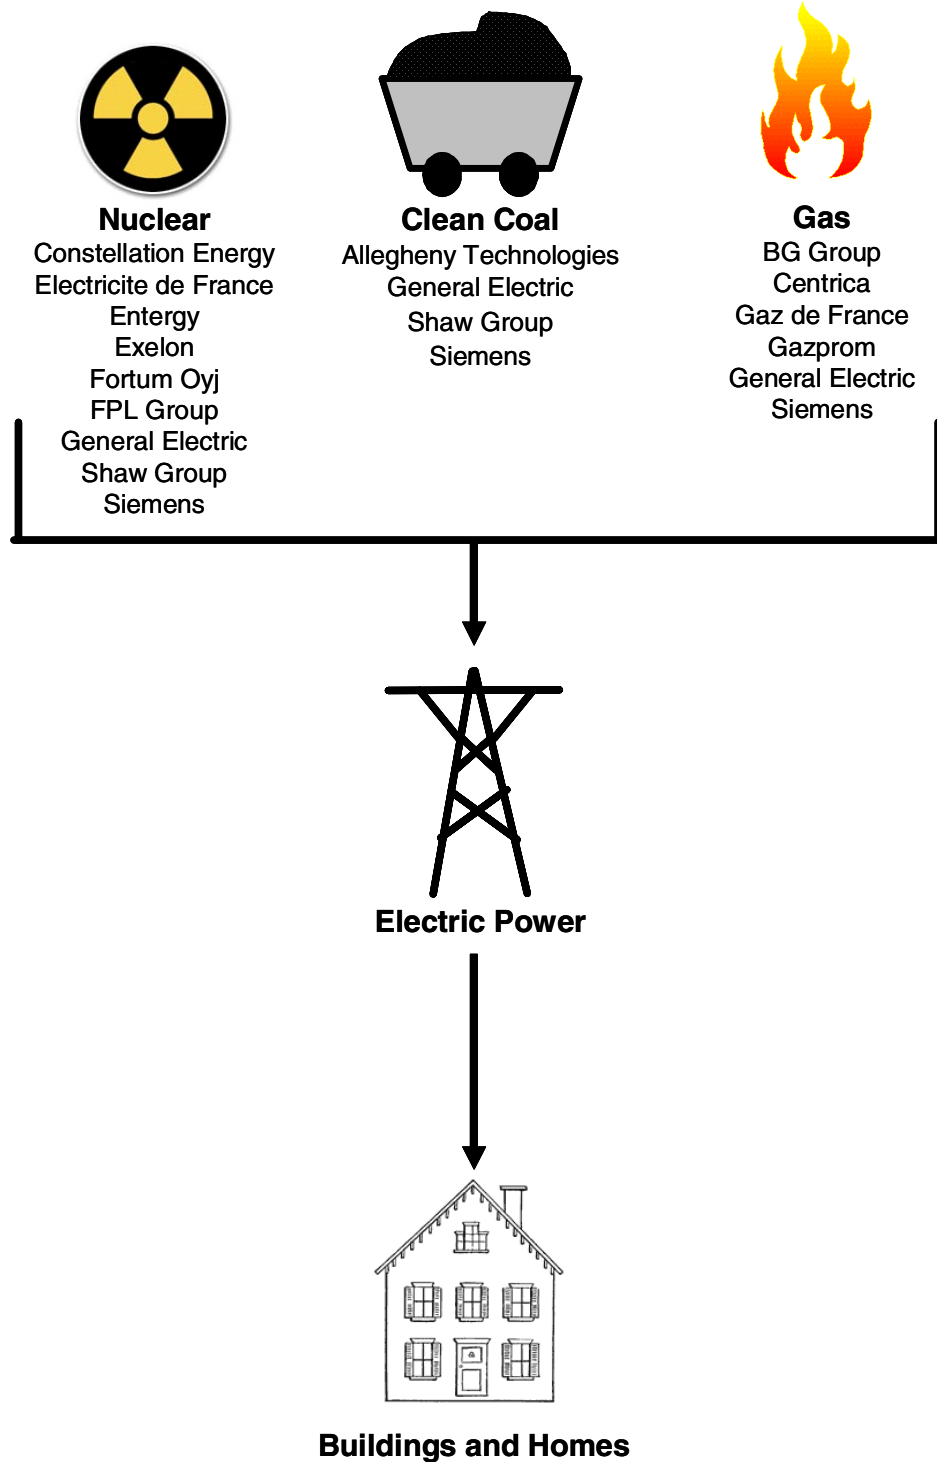 Nuclear
Constellation Energy
Electricite de France
Entergy
Exelon
Fortum Oyj
FPL Group
General Electric
Shaw Group
Siemens
Clean Coal
Allegheny Technologies
General Electric
Shaw Group
Siemens
Gas
BG Group
Centrica
Gaz de France
Gazprom
General Electric
Siemens
Electric Power
Buildings and Homes